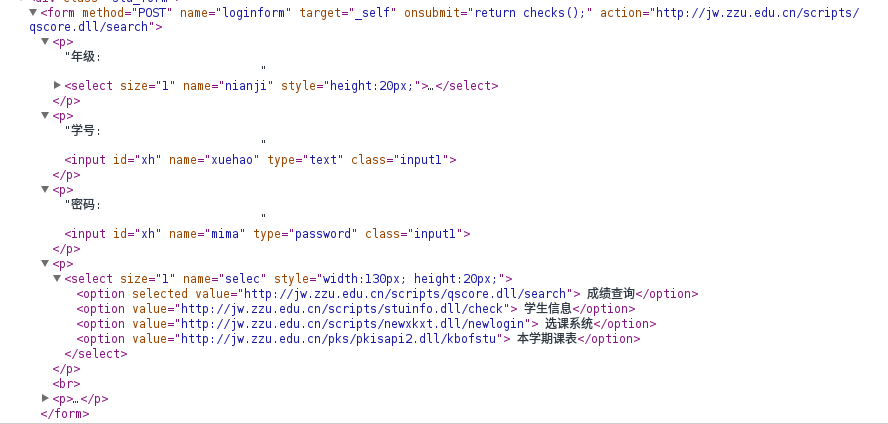 <form method="POST" name="loginform" target="_self" onsubmit="return checks();" action="http://jw.zzu.edu.cn/scripts/
qscore.dll/search">
<p>
"年级:
"
<select size="1" name="nianji" style="height:20px;">…</select>
</p>
<p>
"学号:
"
<input id="xh" name="xuehao" type="text" class="input1">
</p>
<p>
"密码:
"
<input id="xh" name="mima" type="password" class="input1">
</p>
<p>
<select size="1" name="selec" style="width:130px; height:20px;">
<option selected value="http://jw.zzu.edu.cn/scripts/qscore.dll/search"> 成绩查询</option>
<option value="http://jw.zzu.edu.cn/scripts/stuinfo.dll/check"> 学生信息</option>
<option value="http://jw.zzu.edu.cn/scripts/newxkxt.dll/newlogin"> 选课系统</option>
<option value="http://jw.zzu.edu.cn/pks/pkisapi2.dll/kbofstu"> 本学期课表</option>
</select>
</p>
<br>
<p>…</p>
</form>